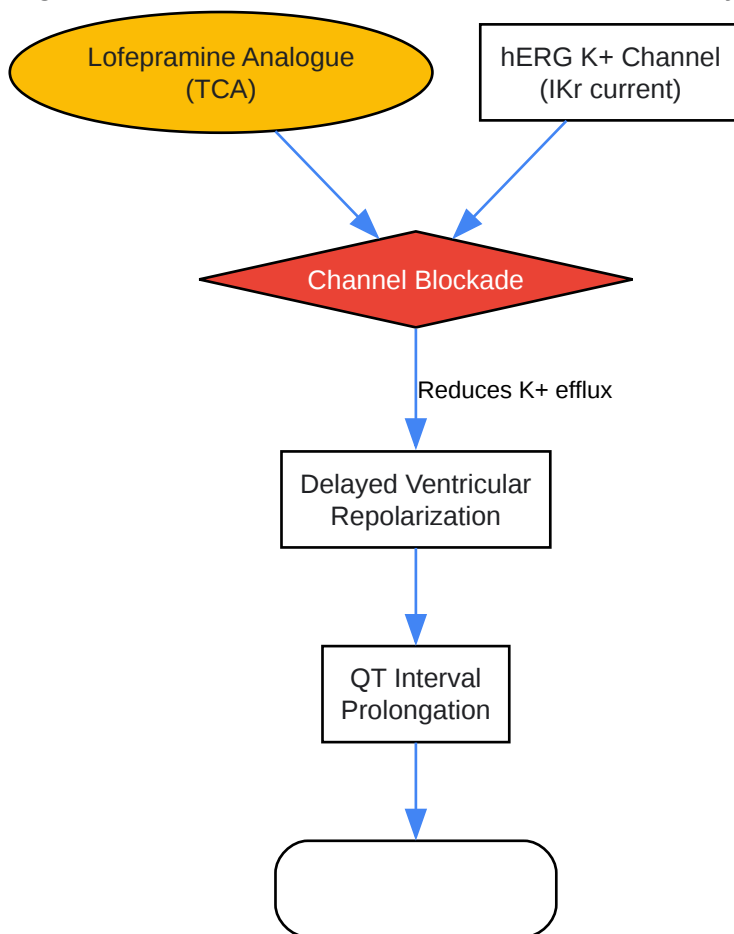 Lofepramine Analogue
(TCA)
hERG K+ Channel
(IKr current)
Channel Blockade
Reduces K+ efflux
Delayed Ventricular
Repolarization
QT Interval
Prolongation